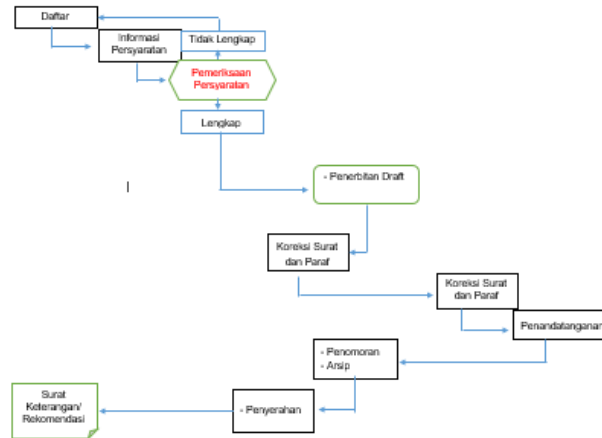 Daftar
Informasi
Persyaratan
Tidak Lengkap
Pemeriksaan
Persyaratan
Lengkap
- Penerbitan Draft
Koreksi Surat
dan Paraf
Koreksi Surat
dan Paraf
Penandatanganan
- Penomoran
- Arsip
- Penyerahan
Surat
Keterangan/
Rekomendasi